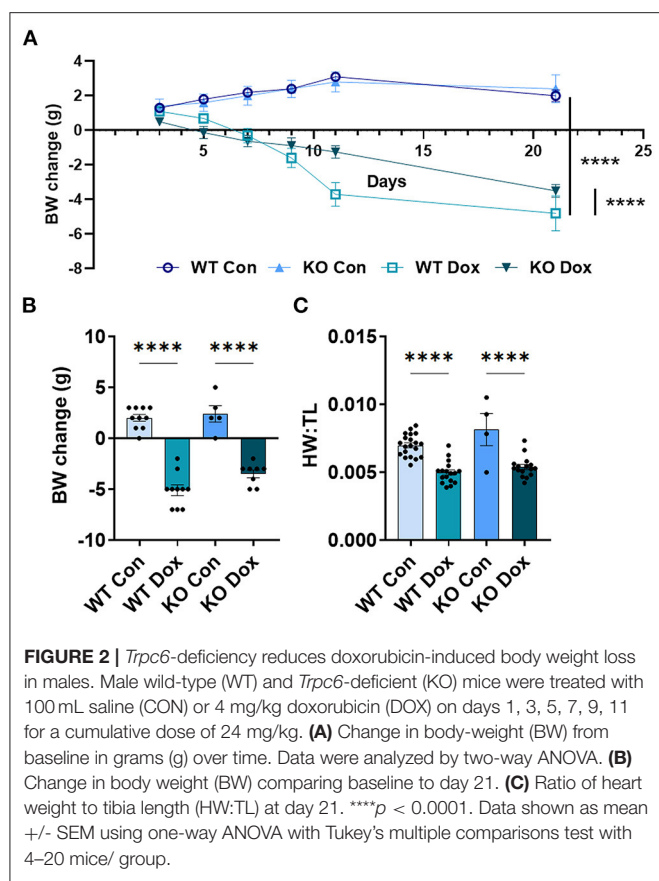 A
4
2
0
-2
-4
-6
-8
BW change (g)
5
10
15
20
25
Days
****
****
WT Con KO Con WT Dox KO Dox
B
10
5
0
-5
-10
BW change (g)
**** ****
WT Con
WT Dox
KO Con
KO Dox
C
0.015
0.010
0.005
0.000
HW:TL
**** ****
WT Con
WT Dox
KO Con
KO Dox
FIGURE 2 | Trpc6-deficiency reduces doxorubicin-induced body weight loss
in males. Male wild-type (WT) and Trpc6-deficient (KO) mice were treated with
100 mL saline (CON) or 4 mg/kg doxorubicin (DOX) on days 1, 3, 5, 7, 9, 11
for a cumulative dose of 24 mg/kg. (A) Change in body-weight (BW) from
baseline in grams (g) over time. Data were analyzed by two-way ANOVA. (B)
Change in body weight (BW) comparing baseline to day 21. (C) Ratio of heart
weight to tibia length (HW:TL) at day 21. ****p < 0.0001. Data shown as mean
+/- SEM using one-way ANOVA with Tukey's multiple comparisons test with
4–20 mice/ group.